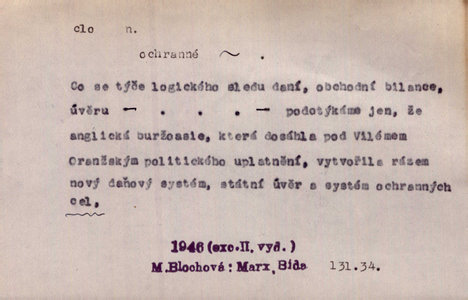 clo n.
ochranné ~ .
Co se týče logického sledu daní, obchodní bilance,
úvěru — . . . — podotýkáme jen, že
anglická buržoasie, která dosáhla pod Vilémem
Oranžským politického uplatnění, vytvořila rázem
nový daňový systém, státní úvěr a systém ochranných
cel,
1946 (exc. II. vyd.)
M. Blochová: Marx, Bída 131.34.